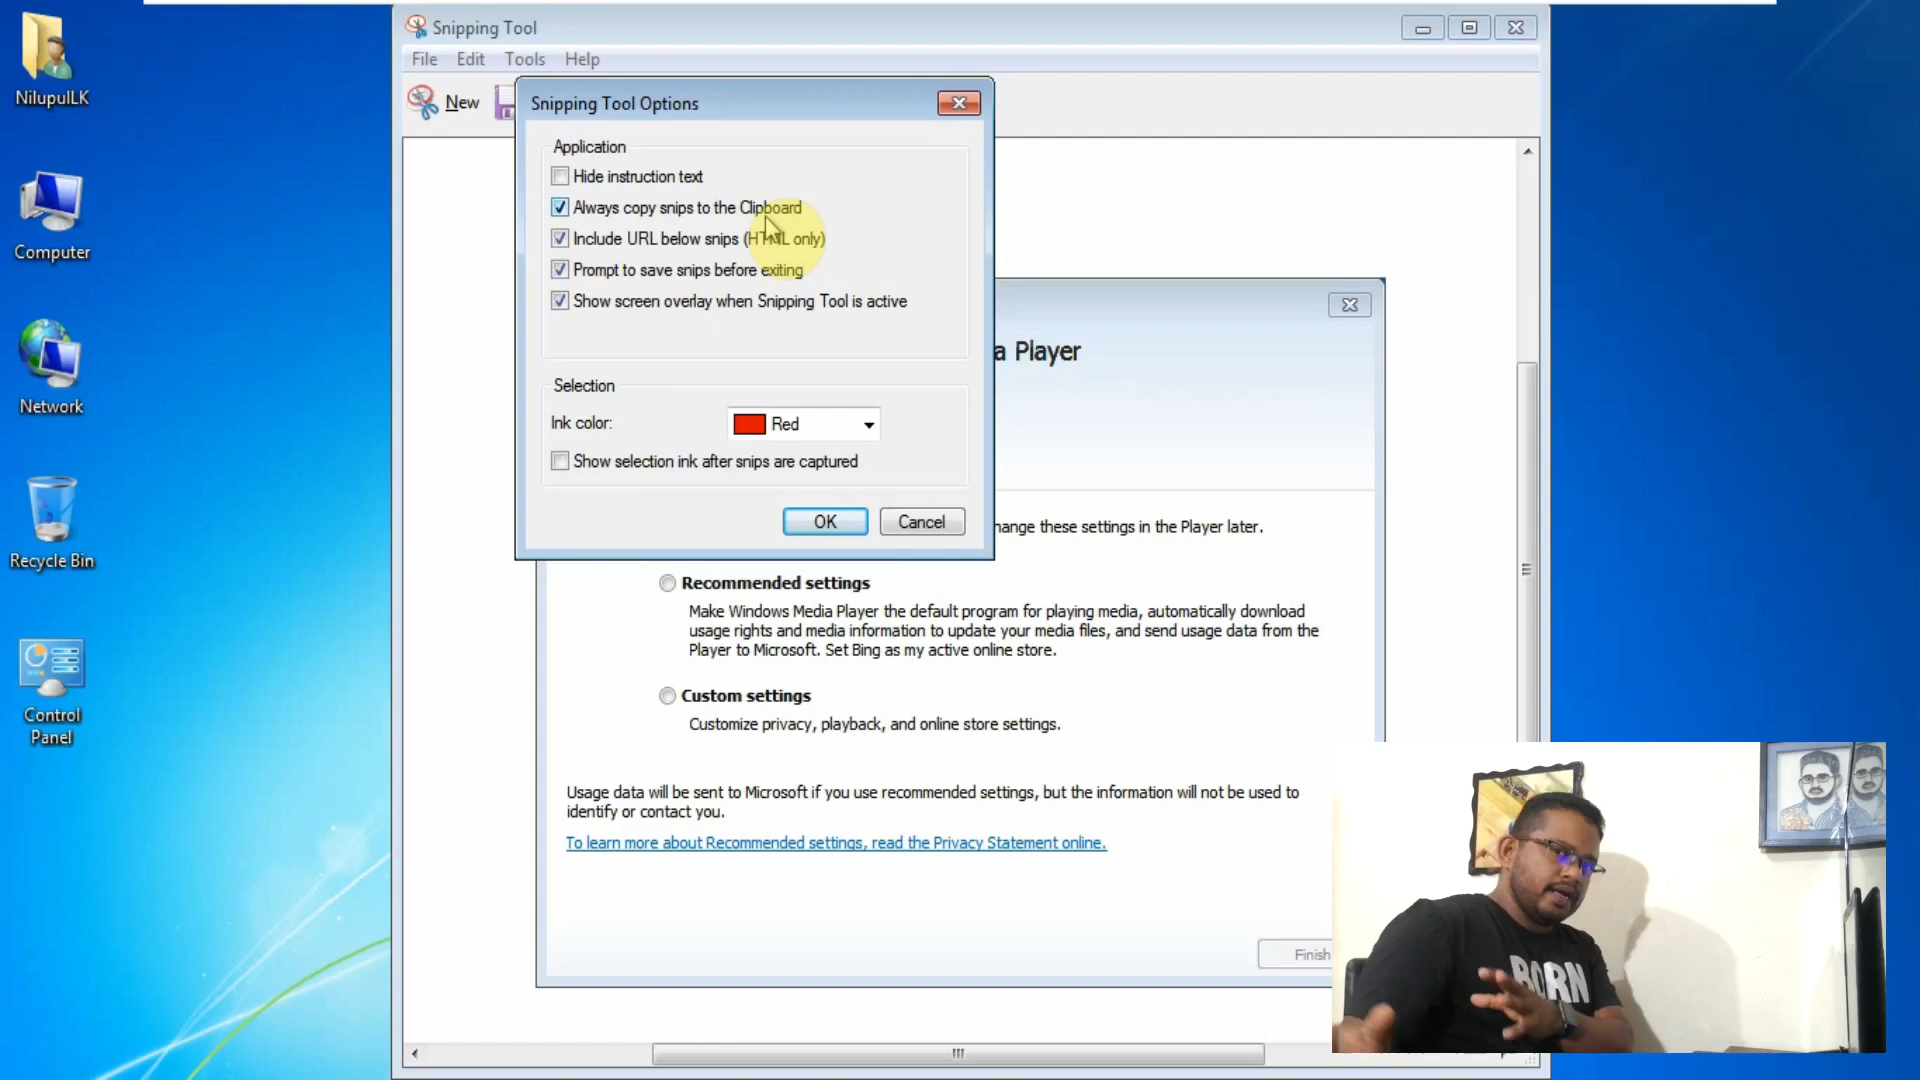 NilupulLK
Computer
Network
Recycle Bin
Control
Panel
Snipping Tool
File Edit Tools Help
New
Snipping Tool Options
Application
Hide instruction text
Always copy snips to the Clipboard
Include URL below snips (HTML only)
Prompt to save snips before exiting
Show screen overlay when Snipping Tool is active
Selection
Ink color:
Red
Show selection ink after snips are captured
OK
Cancel
a Player
hange these settings in the Player later.
Recommended settings
Make Windows Media Player the default program for playing media, automatically download
usage rights and media information to update your media files, and send usage data from the
Player to Microsoft. Set Bing as my active online store.
Custom settings
Customize privacy, playback, and online store settings.
Usage data will be sent to Microsoft if you use recommended settings, but the information will not be used to
identify or contact you.
To learn more about Recommended settings, read the Privacy Statement online.
Finish
BORN